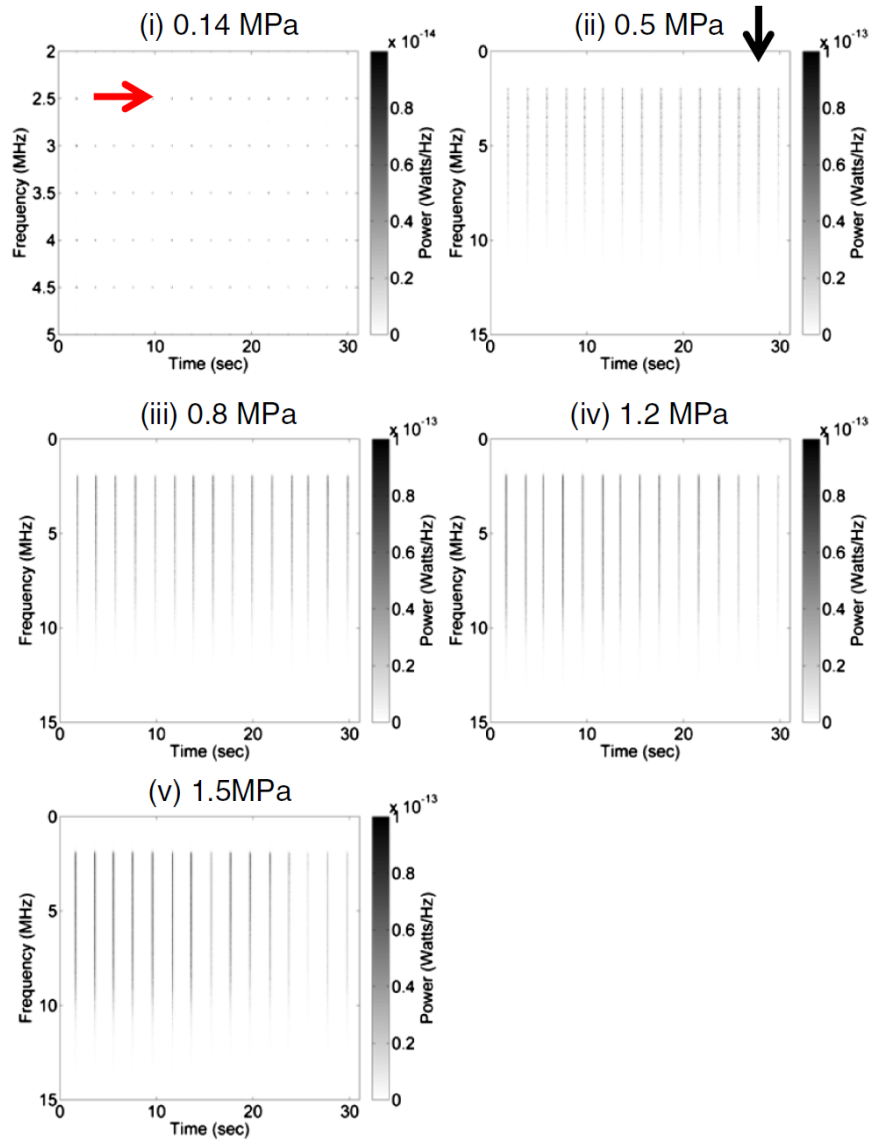 (i) 0.14 MPa
x 10^-14
2
2.5
3
3.5
4
4.5
5
Frequency (MHz)
0
10
20
30
Time (sec)
0.8
0.6
0.4
0.2
0
Power (Watts/Hz)
(ii) 0.5 MPa
x 10^-13
0
5
10
15
Frequency (MHz)
0
10
20
30
Time (sec)
1
0.8
0.6
0.4
0.2
0
Power (Watts/Hz)
(iii) 0.8 MPa
x 10^-13
0
5
10
15
Frequency (MHz)
0
10
20
30
Time (sec)
1
0.8
0.6
0.4
0.2
0
Power (Watts/Hz)
(iv) 1.2 MPa
x 10^-13
0
5
10
15
Frequency (MHz)
0
10
20
30
Time (sec)
1
0.8
0.6
0.4
0.2
0
Power (Watts/Hz)
(v) 1.5MPa
x 10^-13
0
5
10
15
Frequency (MHz)
0
10
20
30
Time (sec)
1
0.8
0.6
0.4
0.2
0
Power (Watts/Hz)